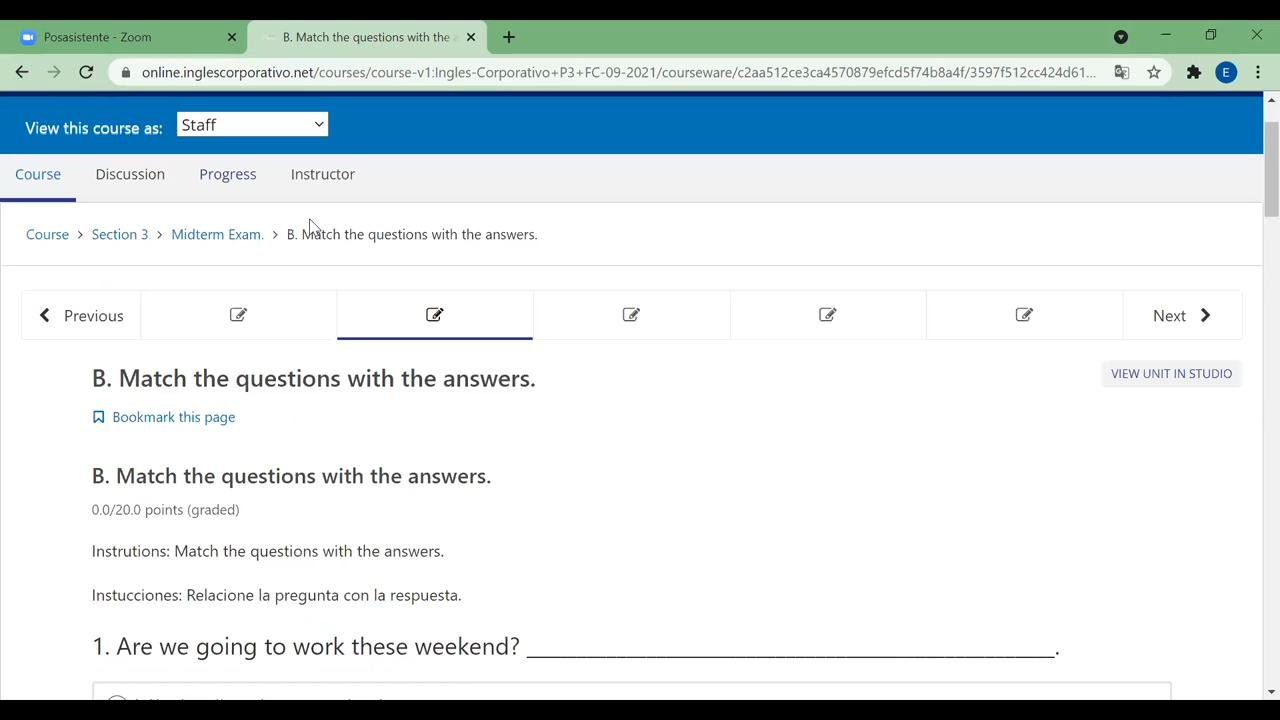 Posasistente - Zoom
B. Match the questions with the a
online.inglescorporativo.net/courses/course-v1:Ingles-Corporativo+P3+FC-09-2021/courseware/c2aa512ce3ca4570879efcd5f74b8a4f/3597f512cc424d61...
E
View this course as: Staff
Course Discussion Progress Instructor
Course > Section 3 > Midterm Exam. > B. Match the questions with the answers.
Previous
Next
B. Match the questions with the answers.
VIEW UNIT IN STUDIO
Bookmark this page
B. Match the questions with the answers.
0.0/20.0 points (graded)
Instrutions: Match the questions with the answers.
Instucciones: Relacione la pregunta con la respuesta.
1. Are we going to work these weekend? ________________________________________.